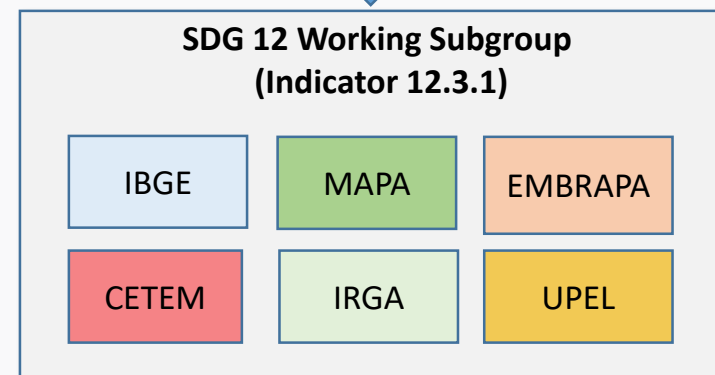 SDG 12 Working Subgroup
(Indicator 12.3.1)
IBGE
MAPA
EMBRAPA
CETEM
IRGA
UPEL